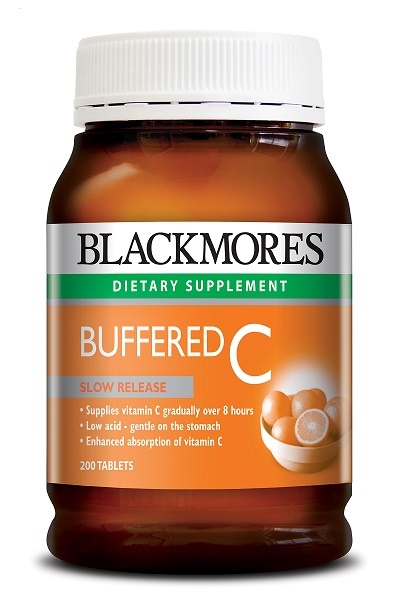 BLACKMORES
DIETARY SUPPLEMENT
BUFFERED C
SLOW RELEASE
• Supplies vitamin C gradually over 8 hours
• Low acid - gentle on the stomach
• Enhanced absorption of vitamin C
200 TABLETS